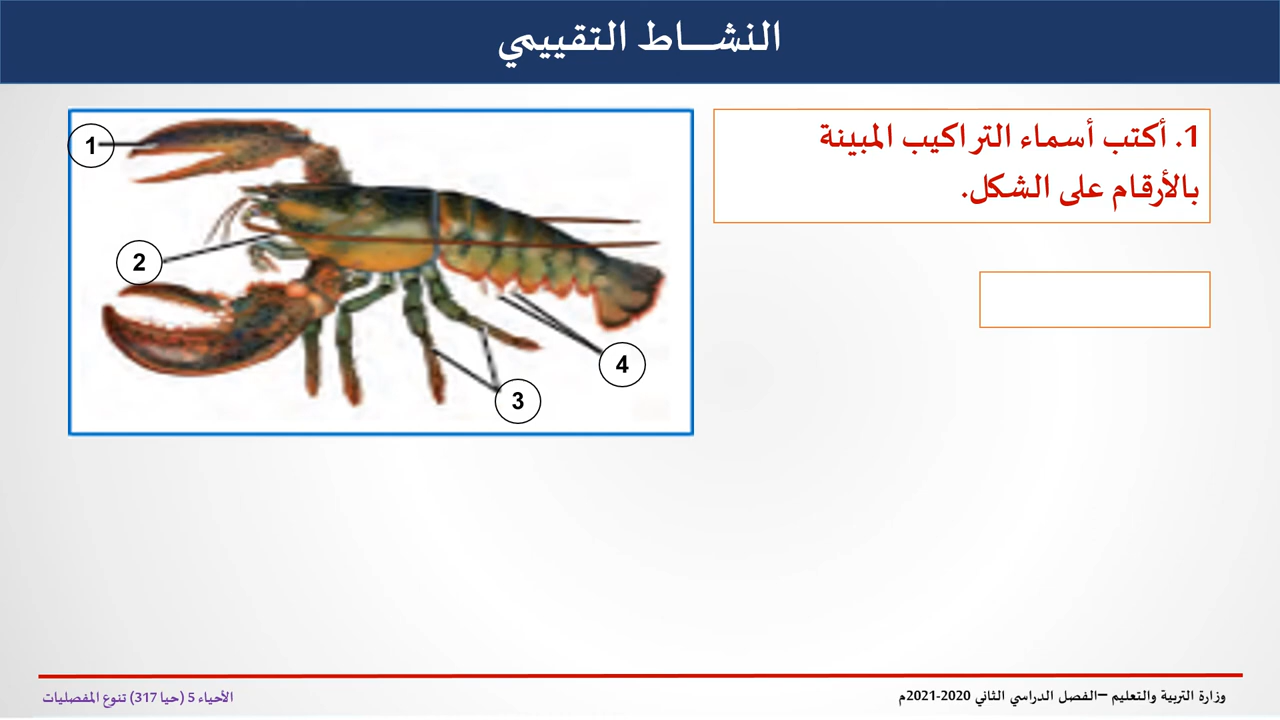 النشـــاط التقييمي
1. أكتب أسماء التراكيب المبينة
بالأرقام على الشكل.
1
2
3
4
وزارة التربية والتعليم –الفصل الدراسي الثاني 2020-2021م
الأحياء 5 (حيا 317) تنوع المفصليات